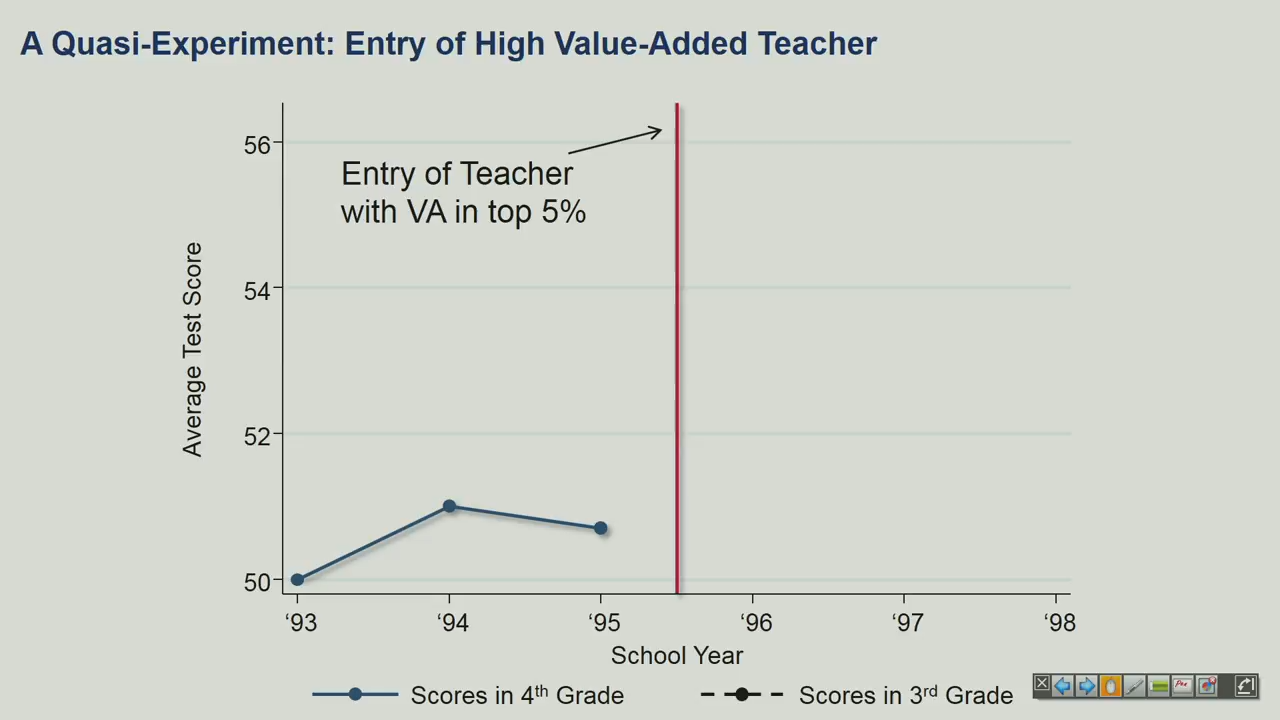 A Quasi-Experiment: Entry of High Value-Added Teacher
56
Entry of Teacher
with VA in top 5%
54
Average Test Score
52
50
‘93 ‘94 ‘95 ‘96 ‘97 ‘98
School Year
Scores in 4th Grade
Scores in 3rd Grade